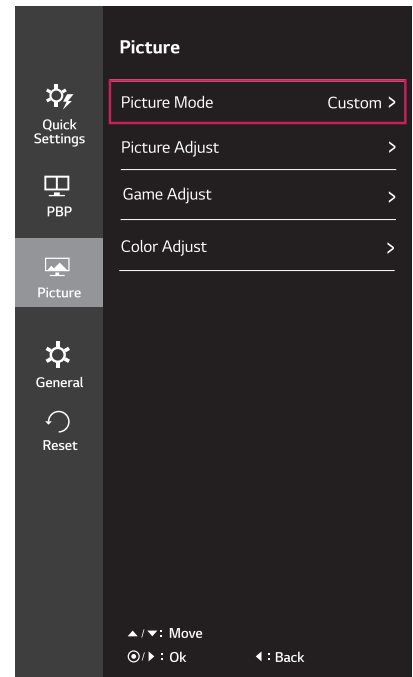 Picture
Picture Mode Custom >
Picture Adjust >
Game Adjust >
Color Adjust >
Quick
Settings
PBP
Picture
General
Reset
▲/▼: Move
◉/▶ : Ok ◀ : Back